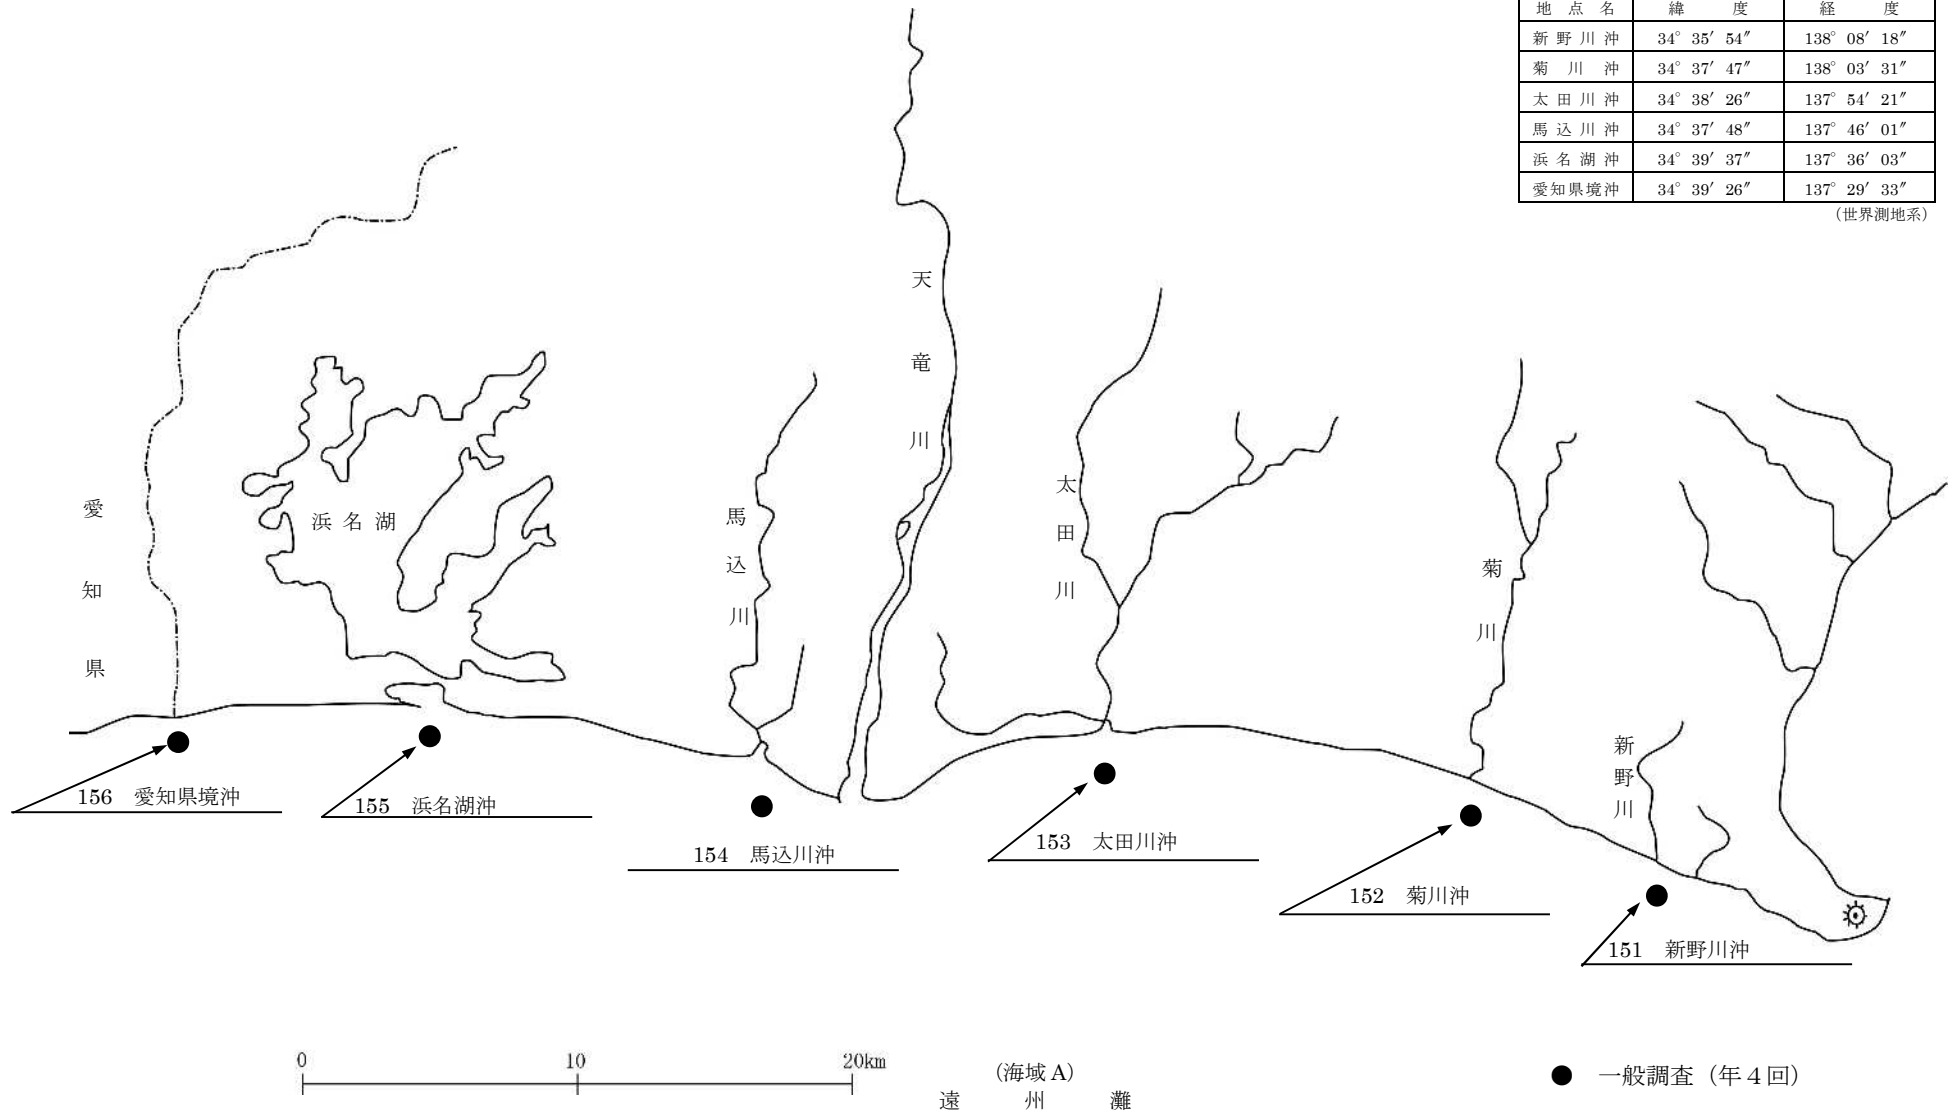 地点名 緯度 経度
新野川沖 34° 35′ 54″ 138° 08′ 18″
菊川沖 34° 37′ 47″ 138° 03′ 31″
太田川沖 34° 38′ 26″ 137° 54′ 21″
馬込川沖 34° 37′ 48″ 137° 46′ 01″
浜名湖沖 34° 39′ 37″ 137° 36′ 03″
愛知県境沖 34° 39′ 26″ 137° 29′ 33″
（世界測地系）
愛知県
浜名湖
馬込川
天竜川
太田川
菊川
新野川
156 愛知県境沖
155 浜名湖沖
154 馬込川沖
153 太田川沖
152 菊川沖
151 新野川沖
0 10 20km
（海域A）
遠州灘
● 一般調査（年４回）